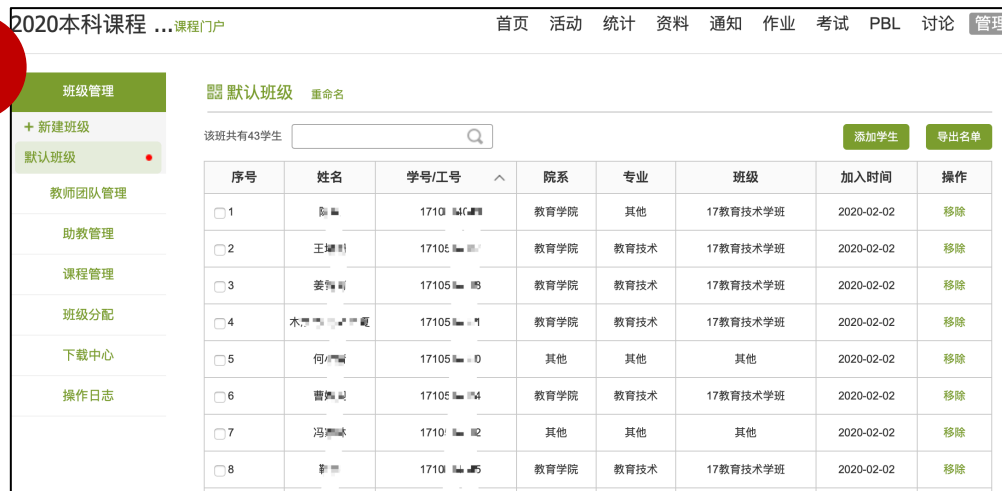 2020本科课程 ... 课程门户 首页 活动 统计 资料 通知 作业 考试 PBL 讨论 管理
班级管理
+ 新建班级
默认班级
教师团队管理
助教管理
课程管理
班级分配
下载中心
操作日志
默认班级 重命名
该班共有43学生 添加学生 导出名单
序号 姓名 学号/工号 院系 专业 班级 加入时间 操作
1 教育学院 其他 17教育技术学班 2020-02-02 移除
2 教育学院 教育技术 17教育技术学班 2020-02-02 移除
3 教育学院 教育技术 17教育技术学班 2020-02-02 移除
4 教育学院 教育技术 17教育技术学班 2020-02-02 移除
5 其他 其他 其他 2020-02-02 移除
6 教育学院 教育技术 17教育技术学班 2020-02-02 移除
7 其他 其他 其他 2020-02-02 移除
8 教育学院 教育技术 17教育技术学班 2020-02-02 移除